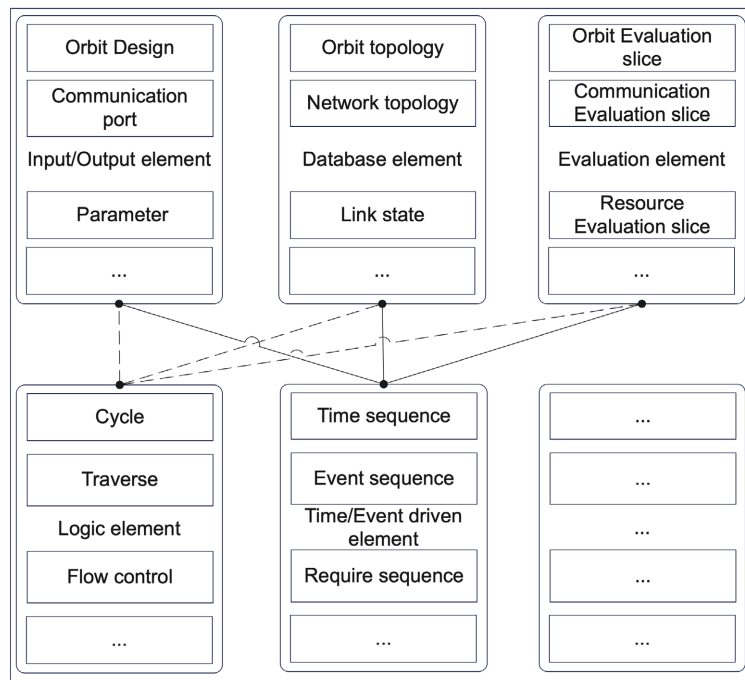 Orbit Design
Communication
port
Input/Output element
Parameter
...
Orbit topology
Network topology
Database element
Link state
...
Orbit Evaluation
slice
Communication
Evaluation slice
Evaluation element
Resource
Evaluation slice
...
Cycle
Traverse
Logic element
Flow control
...
Time sequence
Event sequence
Time/Event driven
element
Require sequence
...
...
...
...
...
...